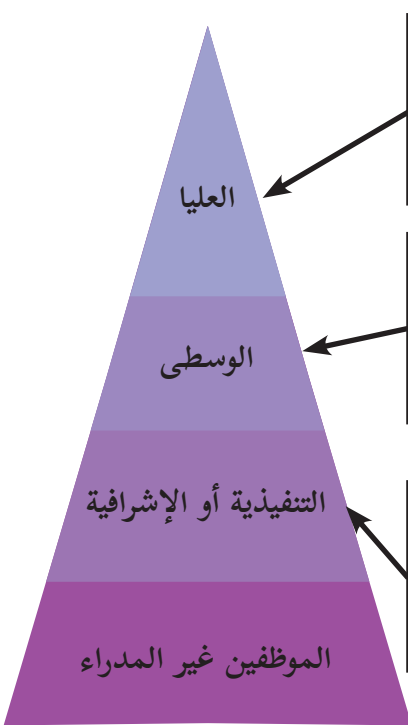 العليا
الوسطى
التنفيذية أو الإشرافية
الموظفين غير المدراء